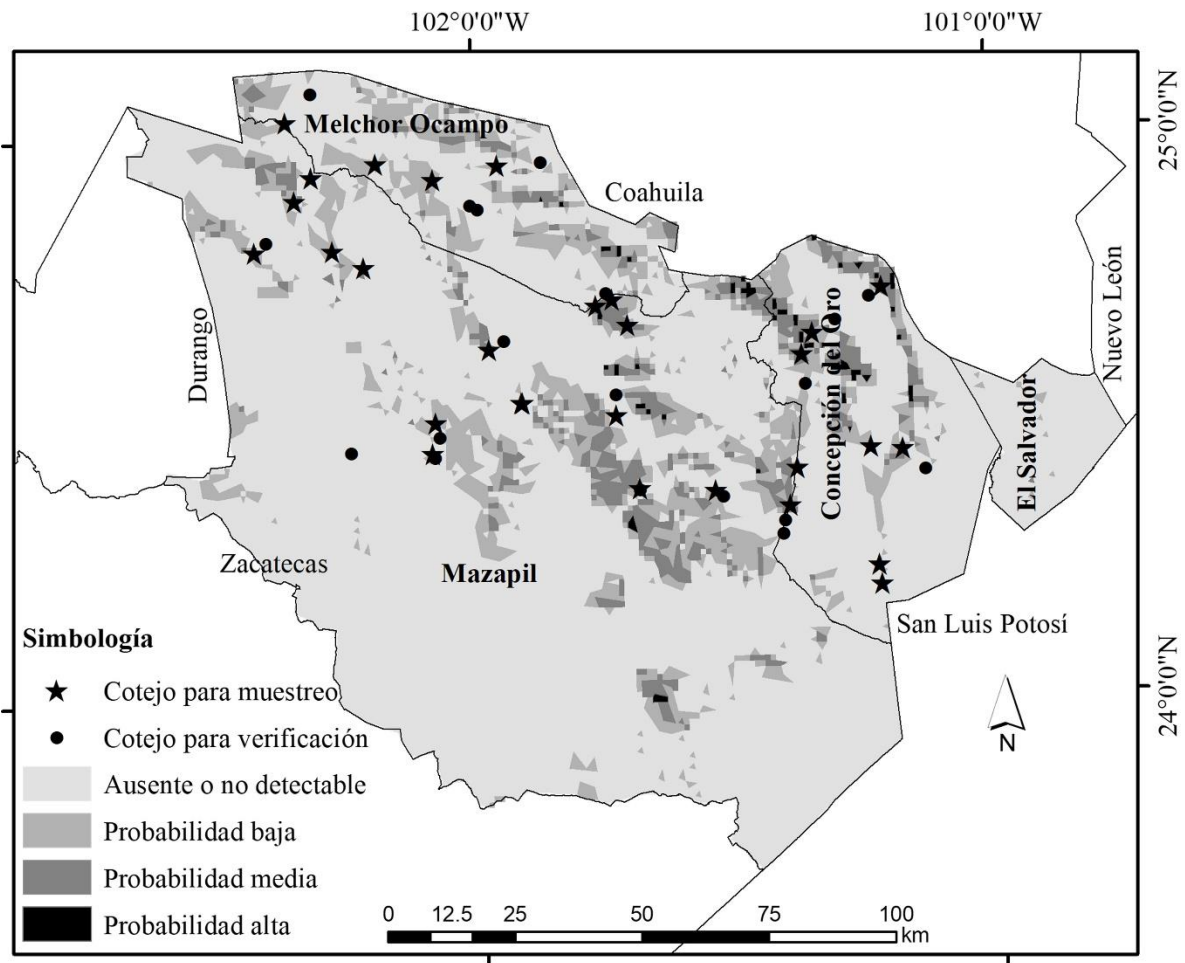 102°0'0"W
101°0'0"W
25°0'0"N
Melchor Ocampo
Coahuila
Nuevo León
Durango
Concepción del Oro
El Salvador
Zacatecas
Mazapil
San Luis Potosí
24°0'0"N
N
Simbología
Cotejo para muestreo
Cotejo para verificación
Ausente o no detectable
Probabilidad baja
Probabilidad media
Probabilidad alta
0 12.5 25 50 75 100
km